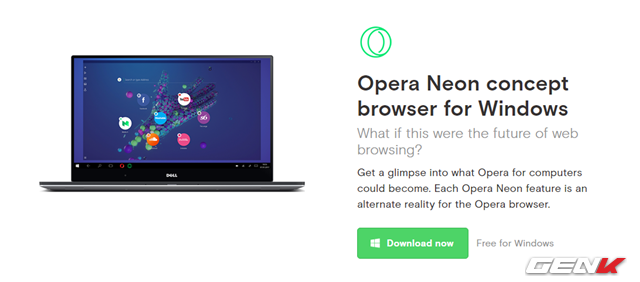 Opera Neon concept
browser for Windows
What if this were the future of web
browsing?
Get a glimpse into what Opera for computers
could become. Each Opera Neon feature is an
alternate reality for the Opera browser.
Download now
Free for Windows
DELL
GENK